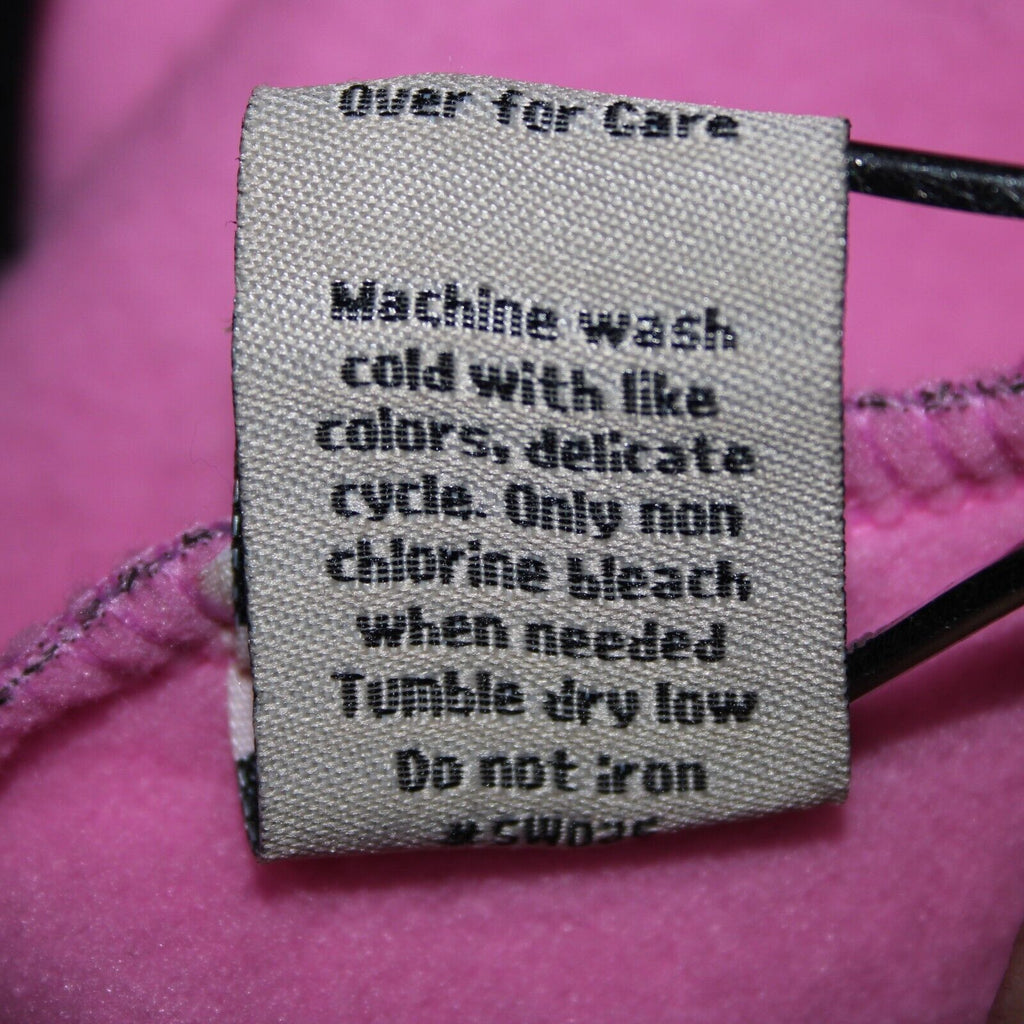 Over for Care
Machine wash
cold with like
colors, delicate
cycle. Only non
chlorine bleach
when needed
Tumble dry low
Do not iron